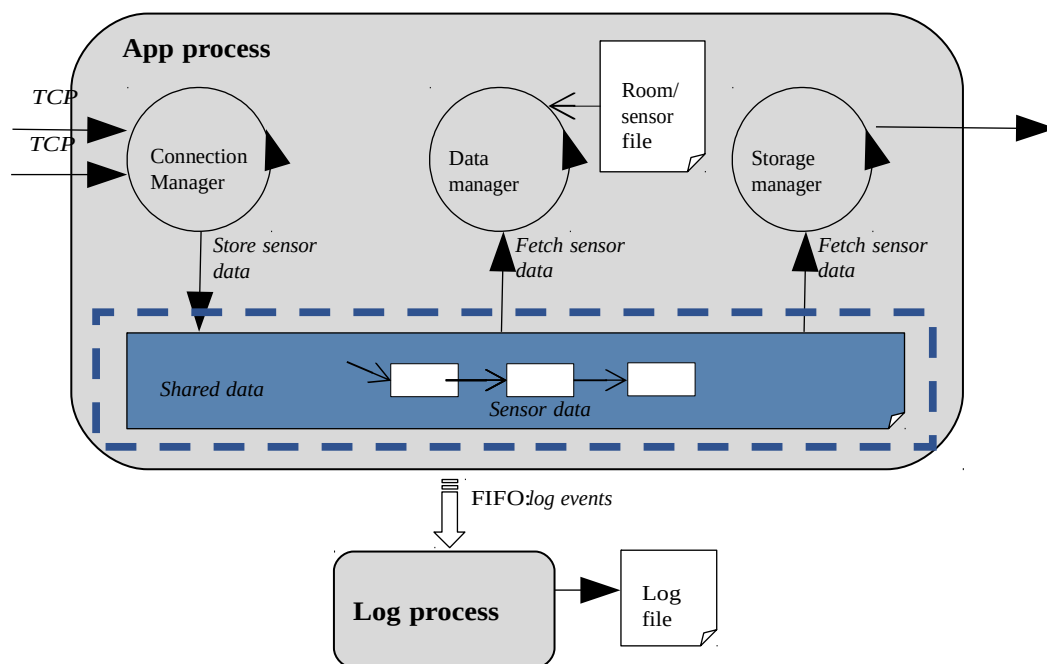 App process
TCP
TCP
Connection
Manager
Data
manager
Room/
sensor
file
Storage
manager
Store sensor
data
Fetch sensor
data
Fetch sensor
data
Shared data
Sensor data
FIFO:log events
Log process
Log
file